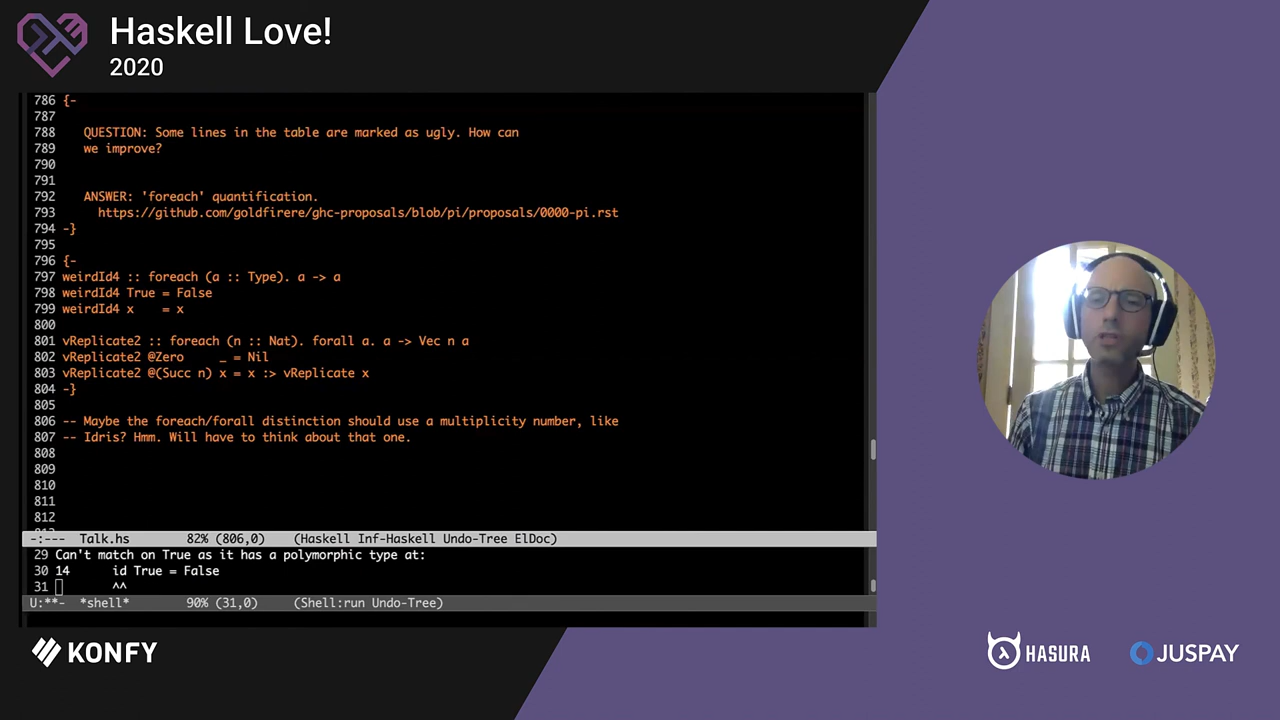 Haskell Love!
2020
786 {-
787
788 QUESTION: Some lines in the table are marked as ugly. How can
789 we improve?
790
791
792 ANSWER: 'foreach' quantification.
793 https://github.com/goldfirere/ghc-proposals/blob/pi/proposals/0000-pi.rst
794 -}
795
796 {-
797 weirdId4 :: foreach (a :: Type). a -> a
798 weirdId4 True = False
799 weirdId4 x = x
800
801 vReplicate2 :: foreach (n :: Nat). forall a. a -> Vec n a
802 vReplicate2 @Zero _ = Nil
803 vReplicate2 @(Succ n) x = x :> vReplicate x
804 -}
805
806 -- Maybe the foreach/forall distinction should use a multiplicity number, like
807 -- Idris? Hmm. Will have to think about that one.
808
809
810
811
812
-:--- Talk.hs 82% (806,0) (Haskell Inf-Haskell Undo-Tree ElDoc)
29 Can't match on True as it has a polymorphic type at:
30 14 id True = False
31 ^^
U:**- *shell* 90% (31,0) (Shell:run Undo-Tree)
KONFY
HASURA
JUSPAY